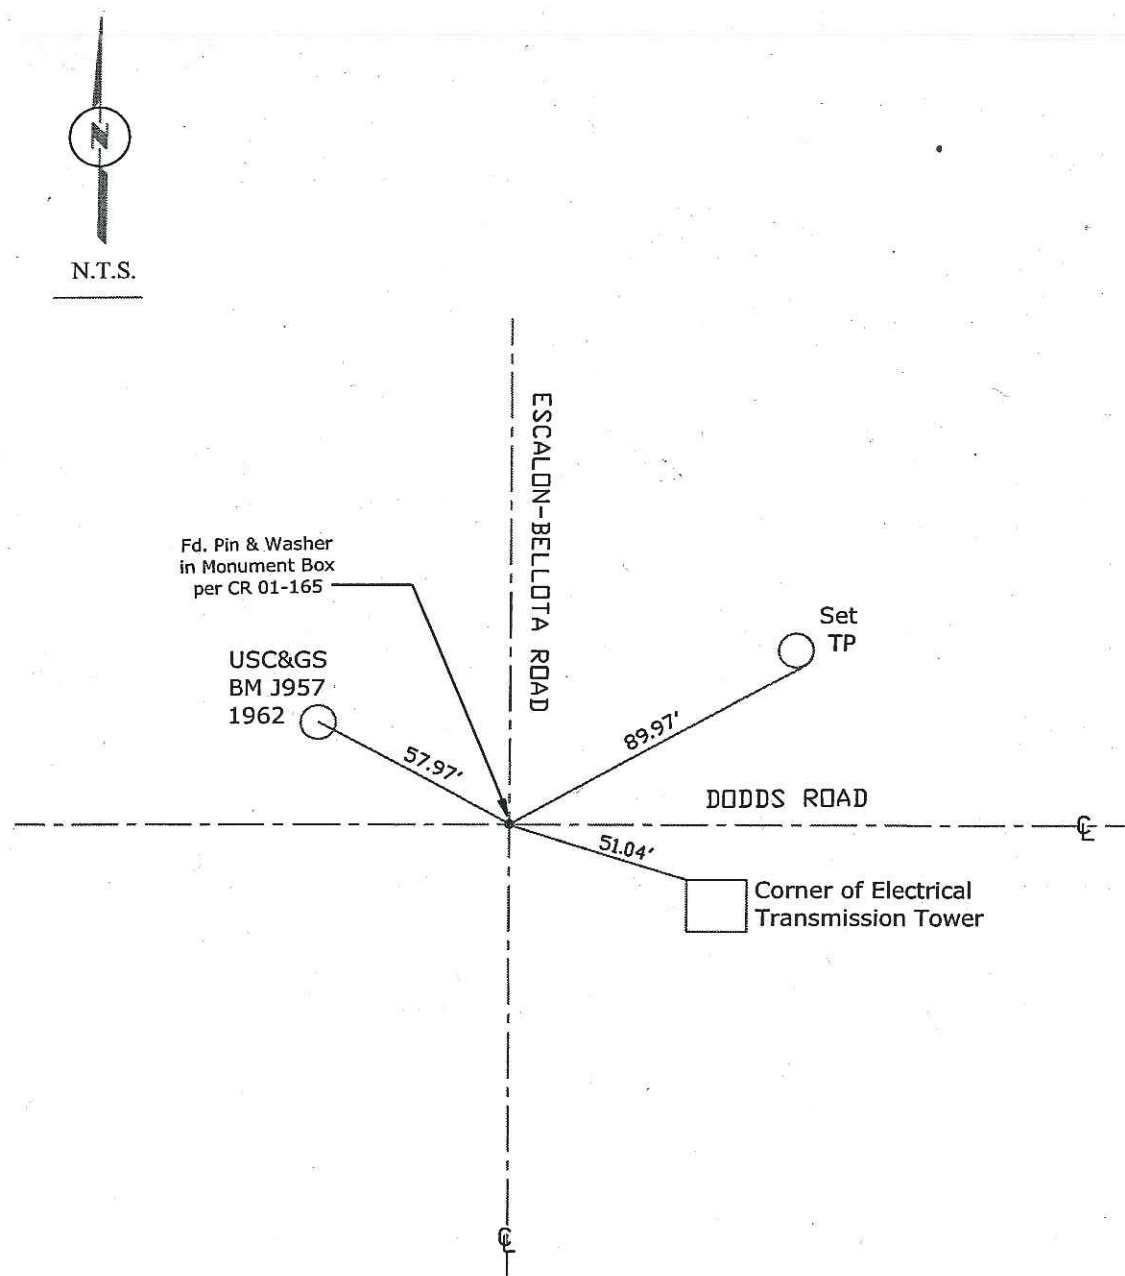 N
N.T.S.
ESCALON-BELLOTA ROAD
Fd. Pin & Washer
in Monument Box
per CR 01-165
Set
TP
USC&GS
BM J957
1962
89.97'
57.97'
DODDS ROAD
℄
51.04'
Corner of Electrical
Transmission Tower
℄